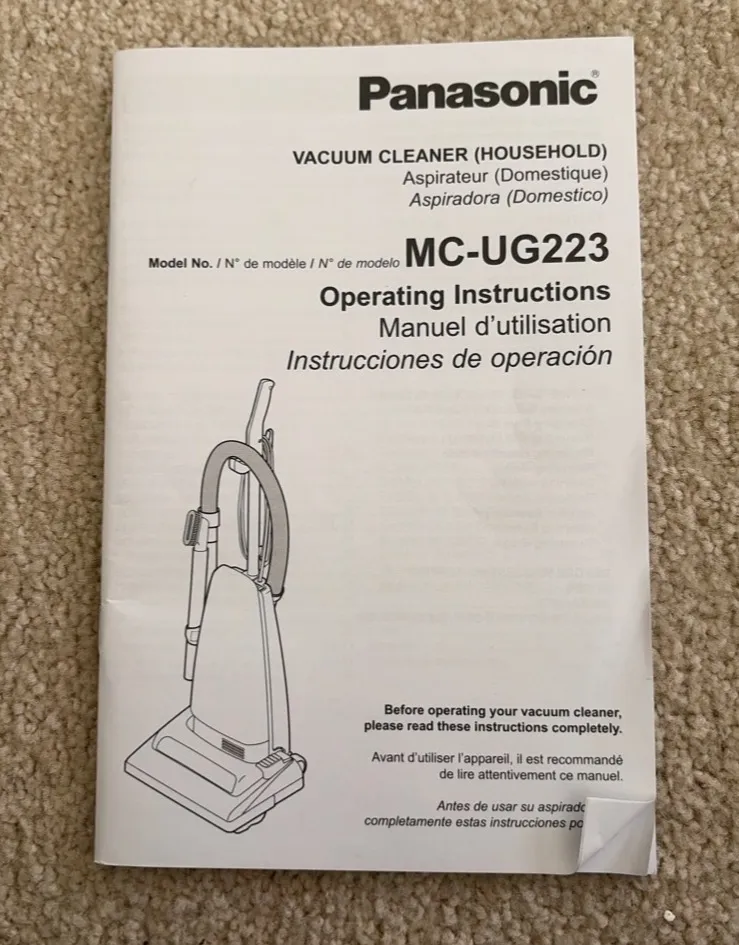 Panasonic®
VACUUM CLEANER (HOUSEHOLD)
Aspirateur (Domestique)
Aspiradora (Domestico)
Model No. / N° de modèle / N° de modelo MC-UG223
Operating Instructions
Manuel d'utilisation
Instrucciones de operación
Before operating your vacuum cleaner,
please read these instructions completely.
Avant d'utiliser l'appareil, il est recommandé
de lire attentivement ce manuel.
Antes de usar su
completamente estas instrucciones